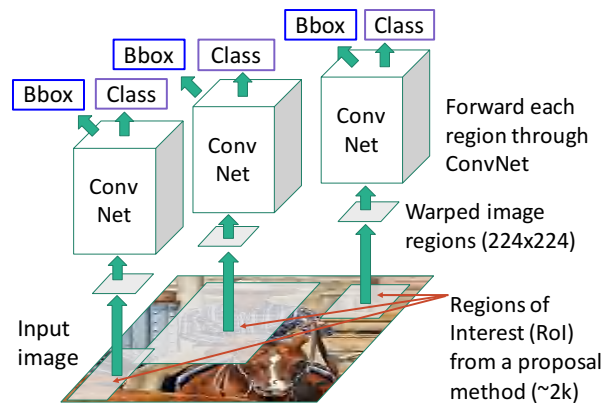 Bbox
Class
Bbox
Class
Bbox
Class
Conv
Net
Conv
Net
Conv
Net
Forward each
region through
ConvNet
Warped image
regions (224x224)
Input
image
Regions of
Interest (RoI)
from a proposal
method (~2k)